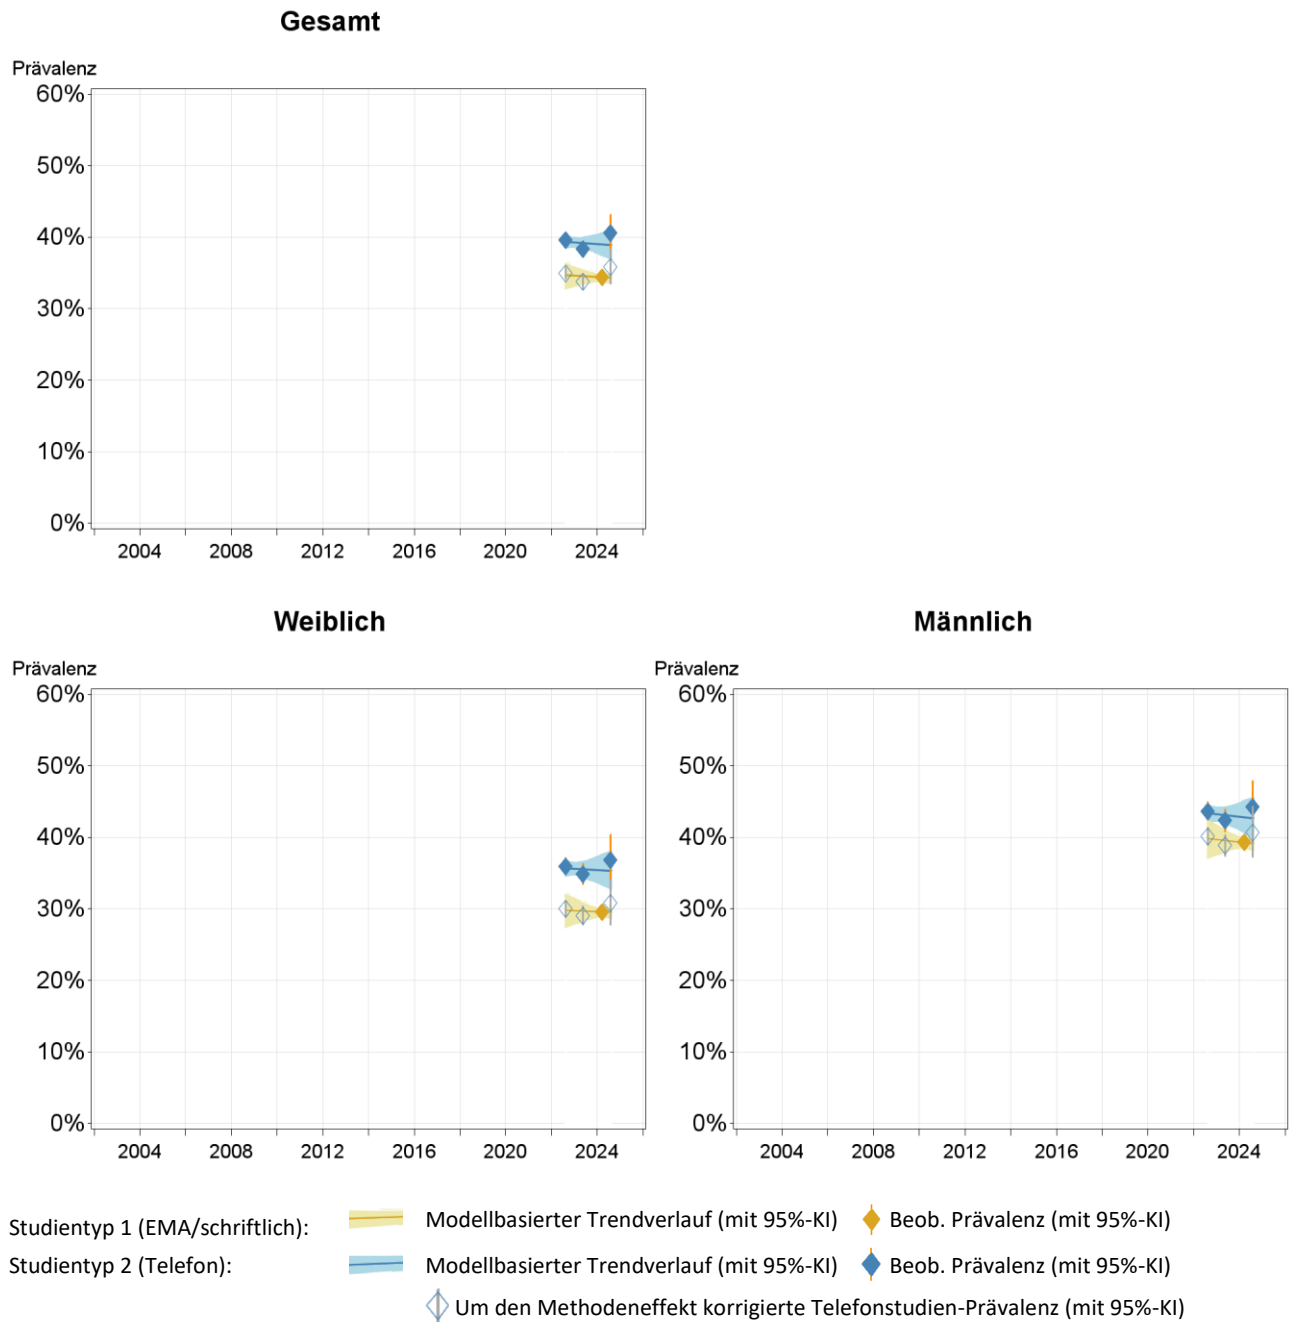 Gesamt
Prävalenz
60%
50%
40%
30%
20%
10%
0%
2004 2008 2012 2016 2020 2024
Weiblich
Prävalenz
60%
50%
40%
30%
20%
10%
0%
2004 2008 2012 2016 2020 2024
Männlich
Prävalenz
60%
50%
40%
30%
20%
10%
0%
2004 2008 2012 2016 2020 2024
Studientyp 1 (EMA/schriftlich): Modellbasierter Trendverlauf (mit 95%-KI) Beob. Prävalenz (mit 95%-KI)
Studientyp 2 (Telefon): Modellbasierter Trendverlauf (mit 95%-KI) Beob. Prävalenz (mit 95%-KI)
Um den Methodeneffekt korrigierte Telefonstudien-Prävalenz (mit 95%-KI)